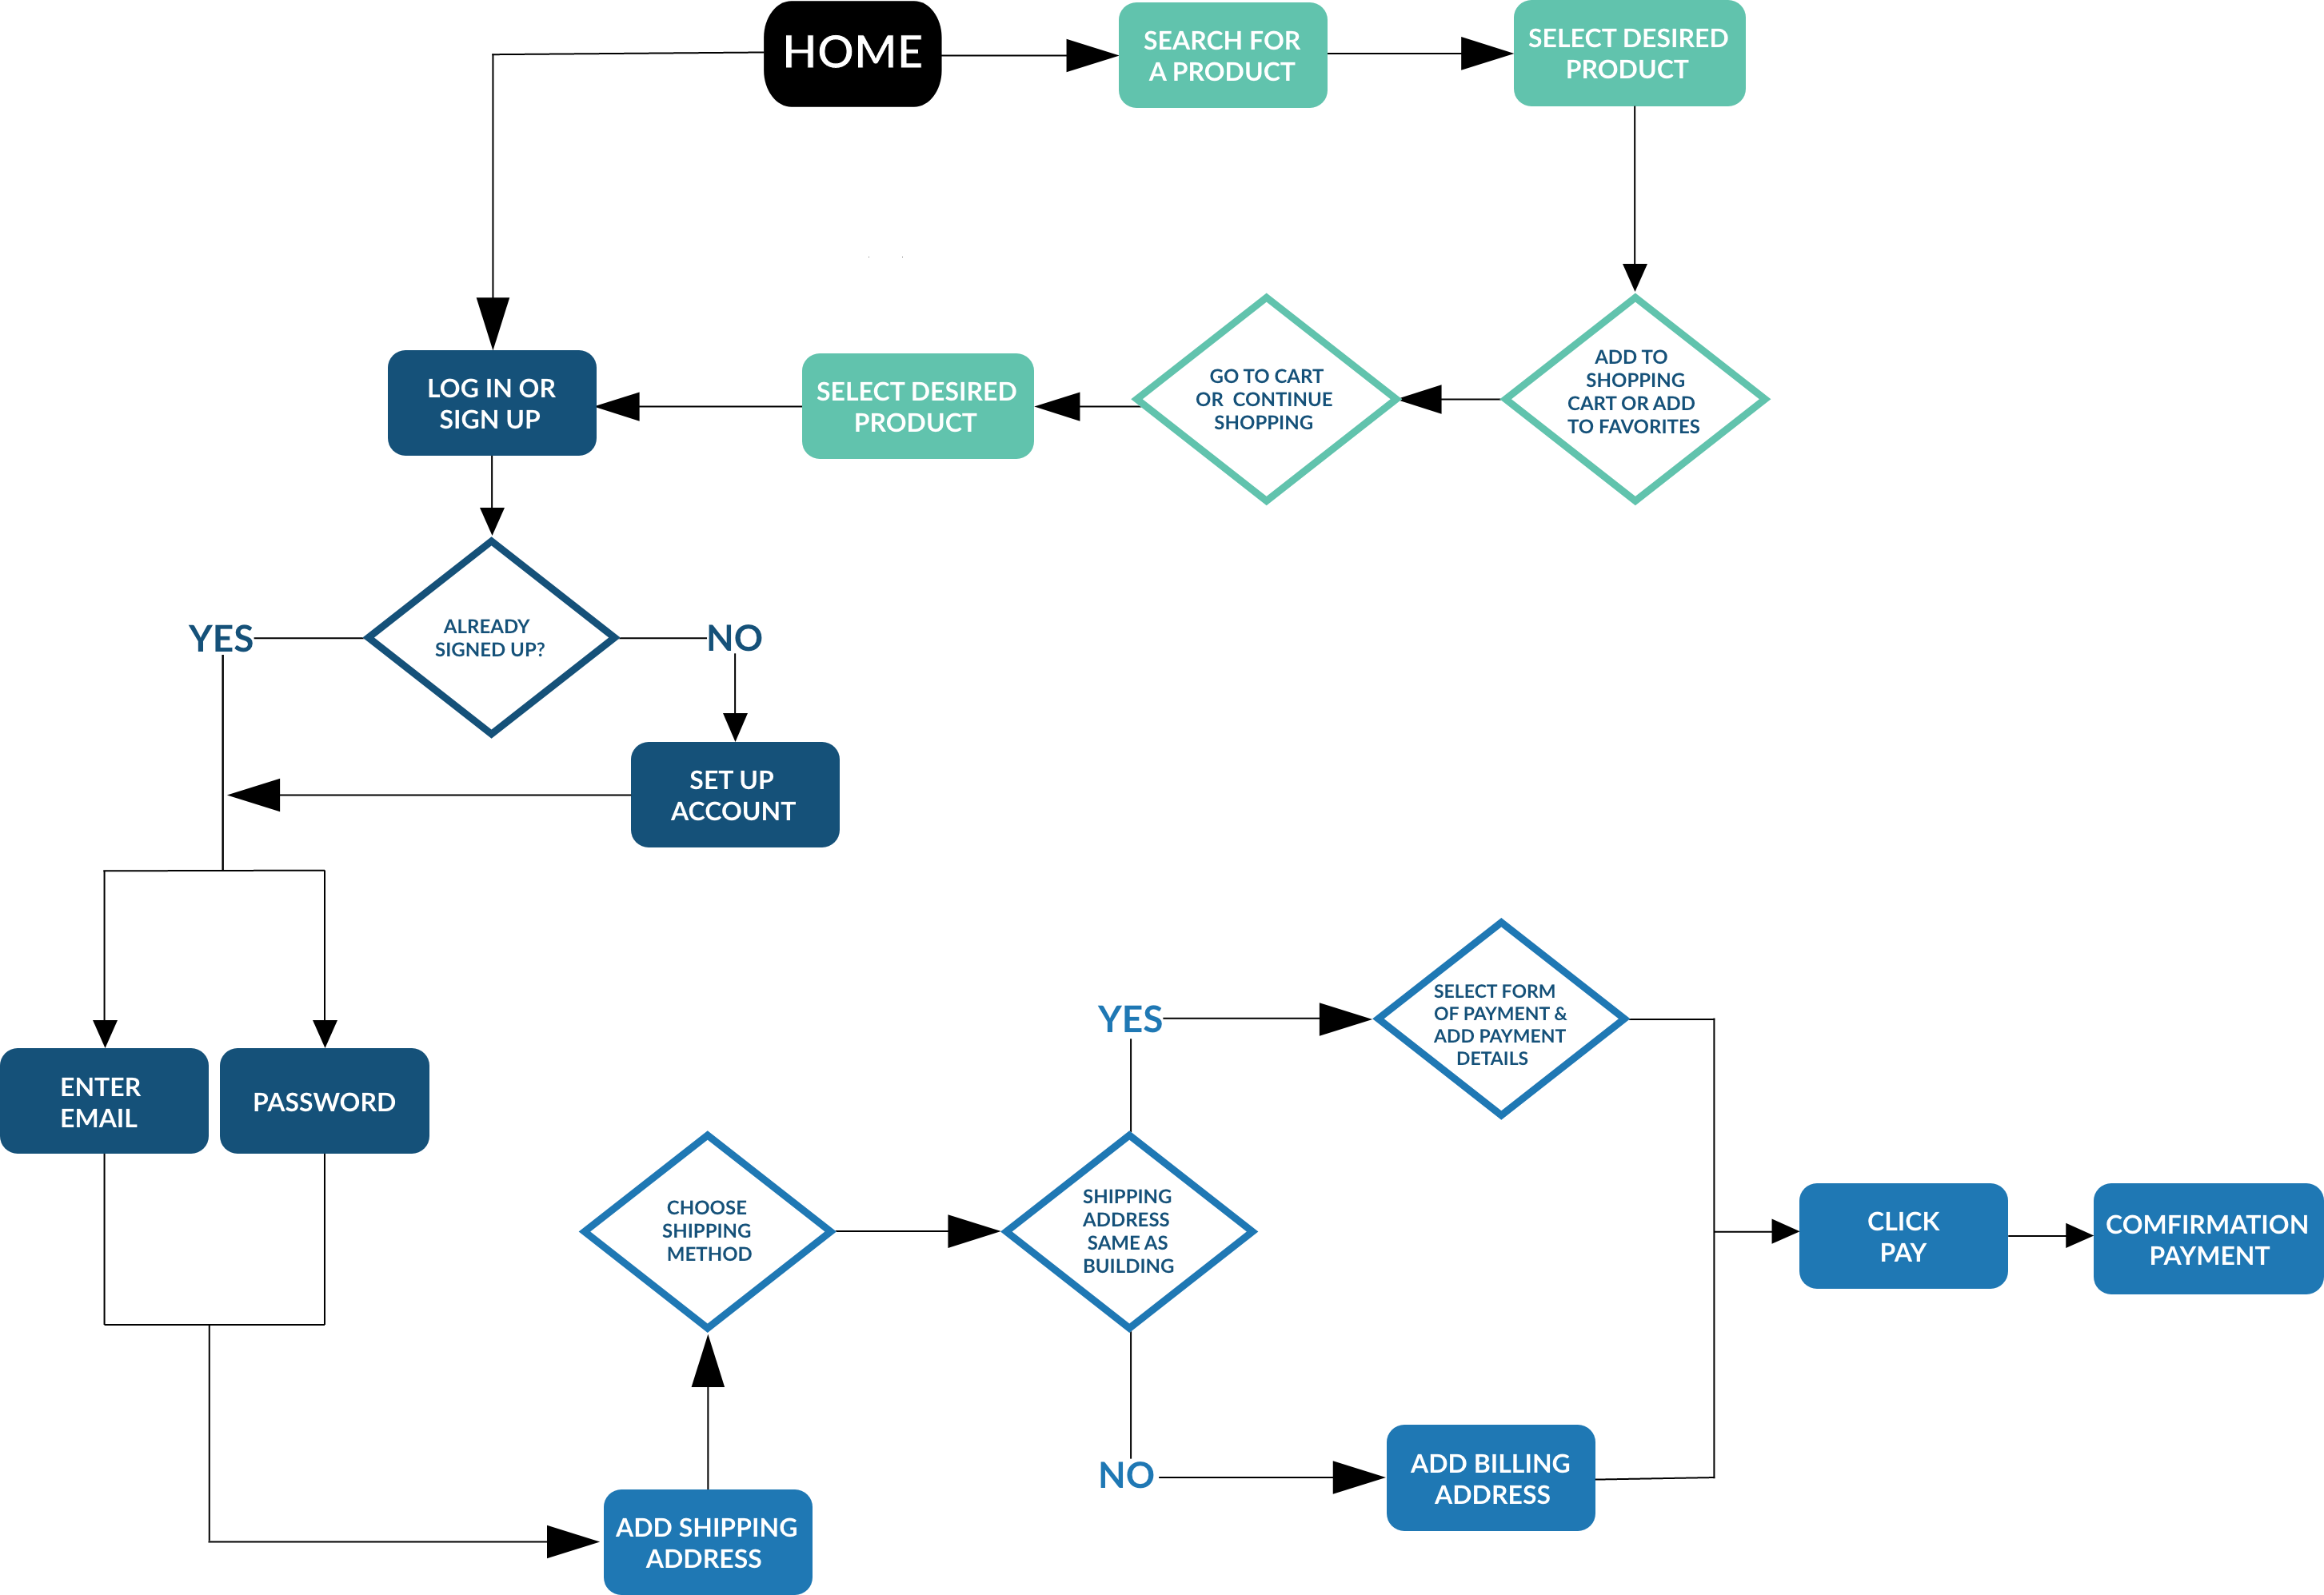 HOME
SEARCH FOR
A PRODUCT
SELECT DESIRED
PRODUCT
LOG IN OR
SIGN UP
SELECT DESIRED
PRODUCT
GO TO CART
OR CONTINUE
SHOPPING
ADD TO
SHOPPING
CART OR ADD
TO FAVORITES
YES
ALREADY
SIGNED UP?
NO
SET UP
ACCOUNT
ENTER
EMAIL
PASSWORD
YES
SELECT FORM
OF PAYMENT &
ADD PAYMENT
DETAILS
CHOOSE
SHIPPING
METHOD
SHIPPING
ADDRESS
SAME AS
BUILDING
CLICK
PAY
COMFIRMATION
PAYMENT
NO
ADD BILLING
ADDRESS
ADD SHIPPING
ADDRESS